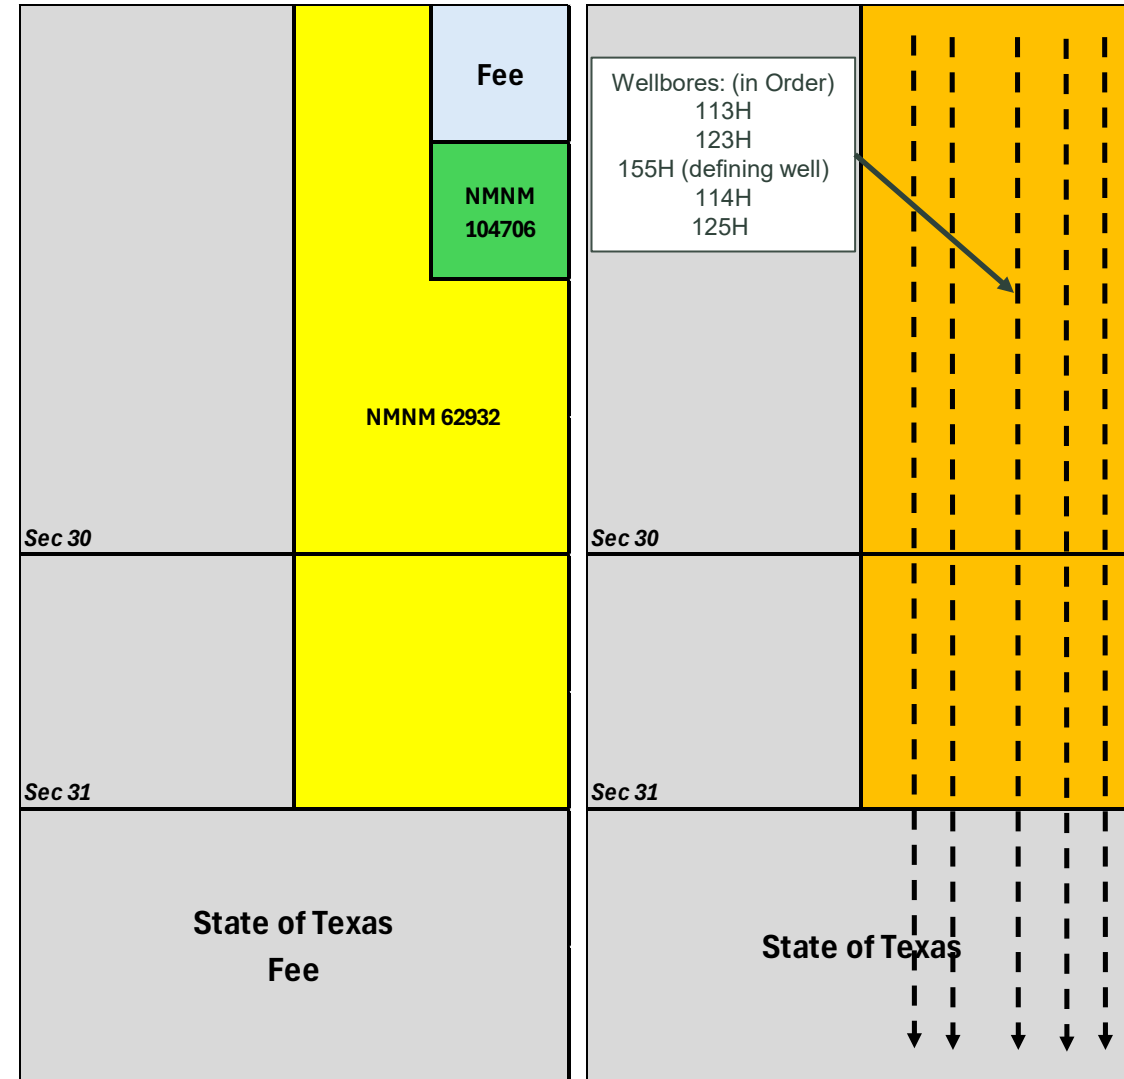 Fee
NMNM
104706
NMNM 62932
Sec 30
Sec 31
State of Texas
Fee
Wellbores: (in Order)
113H
123H
155H (defining well)
114H
125H
Sec 30
Sec 31
State of Texas